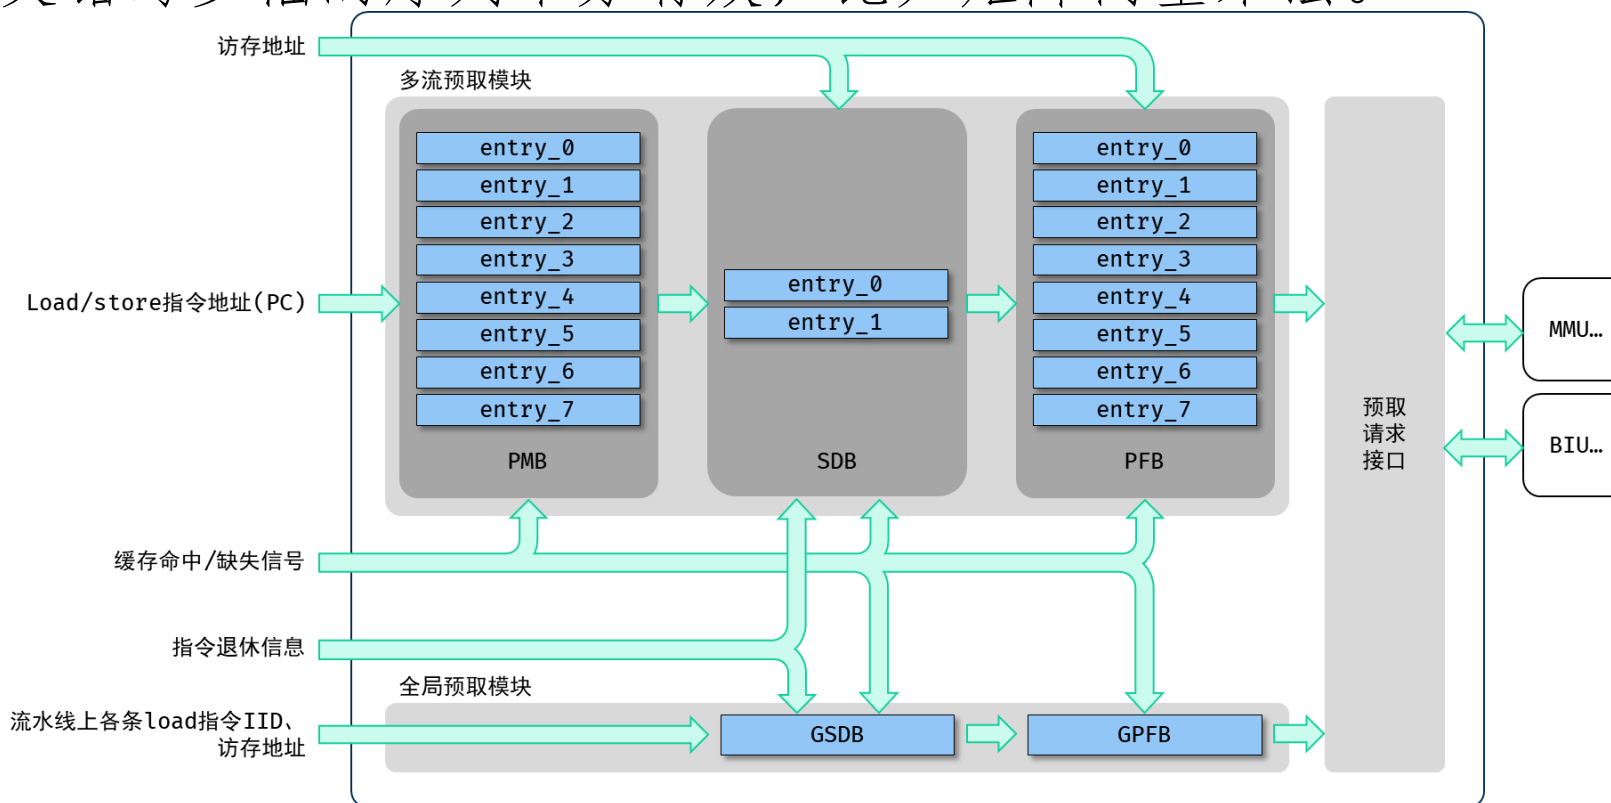 访存地址
多流预取模块
entry_0
entry_1
entry_2
entry_3
entry_4
entry_5
entry_6
entry_7
PMB
entry_0
entry_1
SDB
entry_0
entry_1
entry_2
entry_3
entry_4
entry_5
entry_6
entry_7
PFB
Load/store指令地址(PC)
预取
请求
接口
MMU…
BIU…
缓存命中/缺失信号
指令退休信息
全局预取模块
流水线上各条load指令IID、
访存地址
GSDB
GPFB